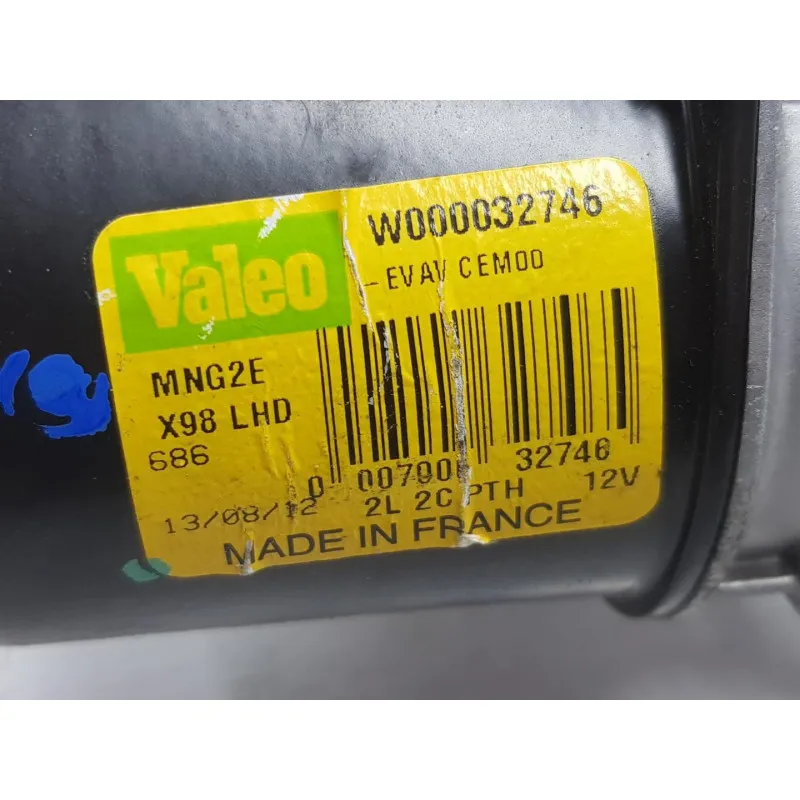 Valeo
W000032746
-EVAV CEM00
MNG2E
X98 LHD
686
0 00790 32746
13/08/12 2L 2C PTH 12V
MADE IN FRANCE